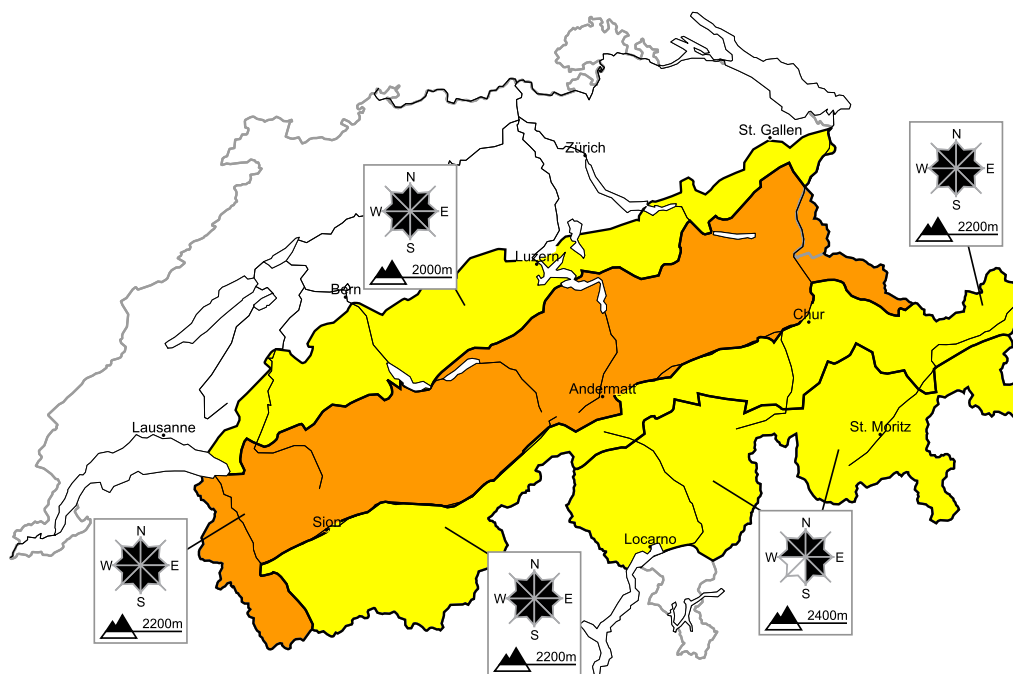 St. Gallen
Zürich
N
W E
S
2200m
N
W E
S
2000m
Luzern
Bern
Chur
Andermatt
Lausanne
St. Moritz
Sion
Locarno
N
W E
S
2200m
N
W E
S
2200m
N
W E
S
2400m